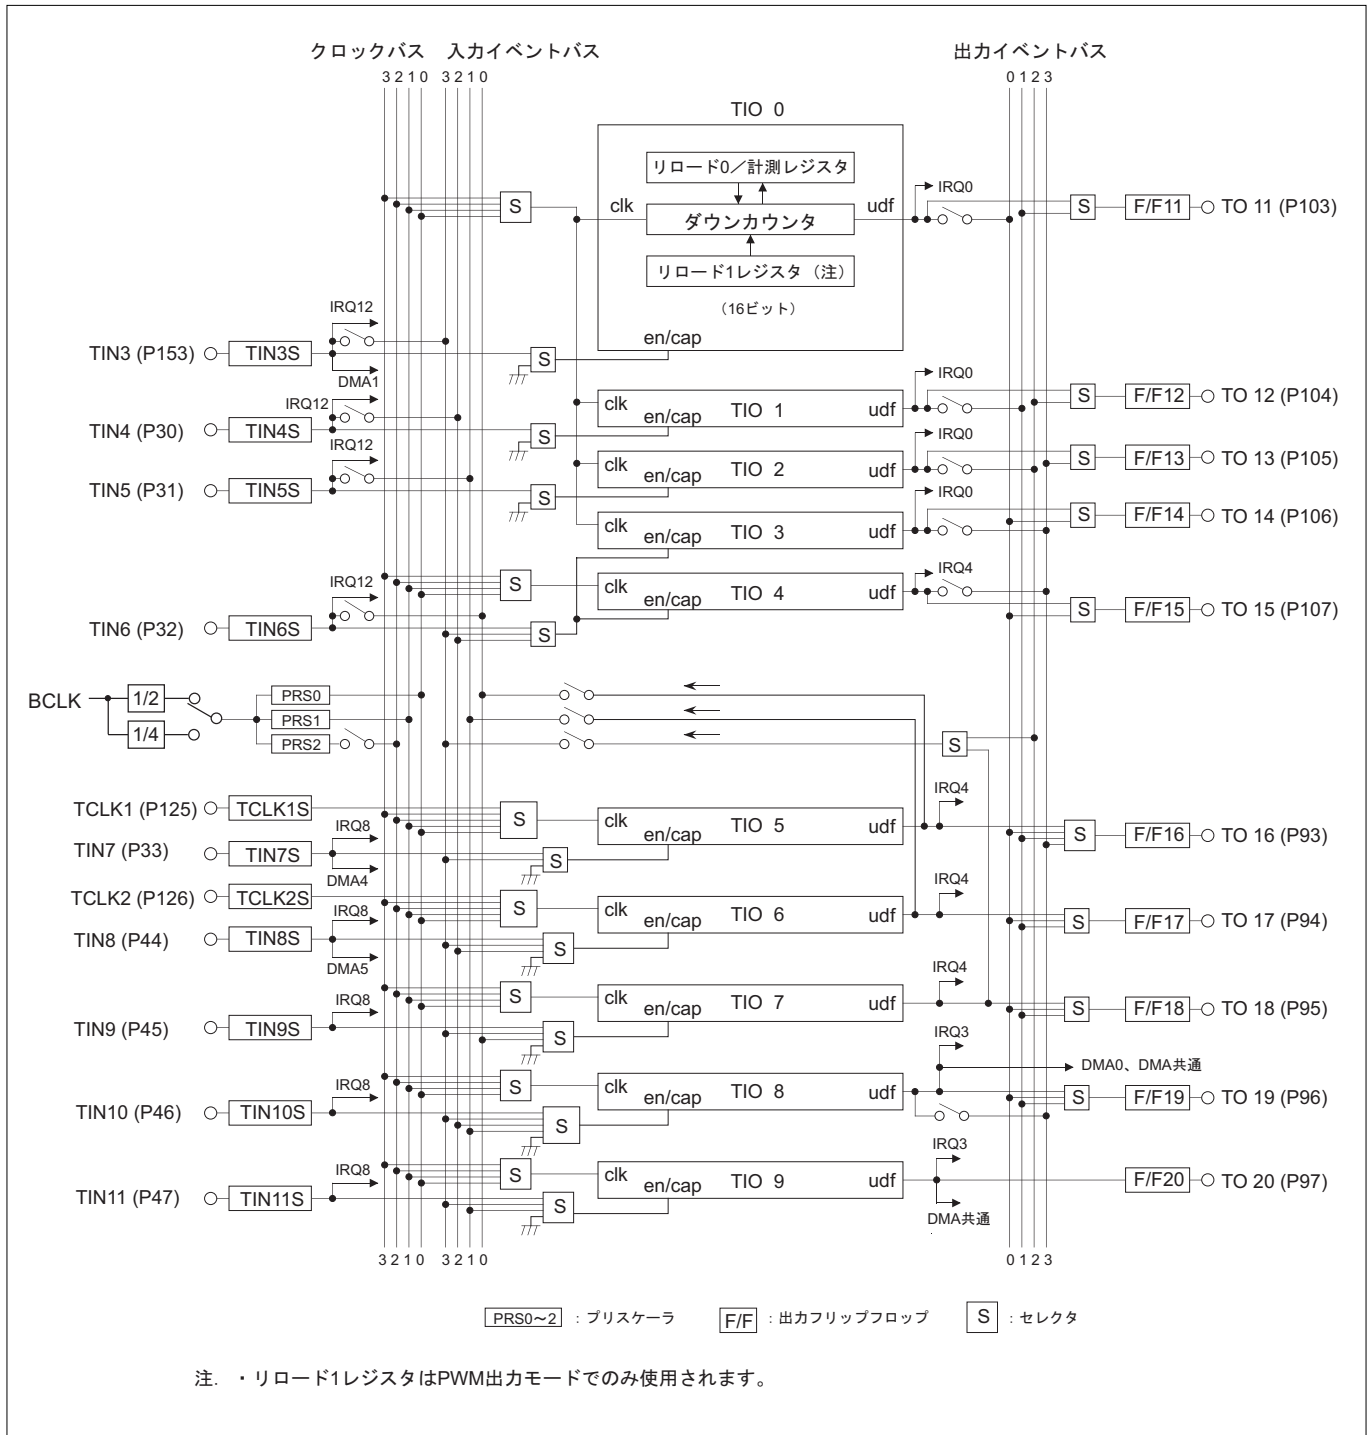 クロックバス 入力イベントバス 出力イベントバス
3 2 1 0 3 2 1 0 0 1 2 3
TIO 0
リロード0／計測レジスタ
IRQ0
S clk ダウンカウンタ udf S F/F11 TO 11 (P103)
リロード1レジスタ（注）
（16ビット）
IRQ12
en/cap
TIN3 (P153) TIN3S S
DMA1
IRQ0
IRQ12
clk TIO 1 udf S F/F12 TO 12 (P104)
en/cap
TIN4 (P30) TIN4S S
IRQ0
IRQ12
clk TIO 2 udf S F/F13 TO 13 (P105)
en/cap
TIN5 (P31) TIN5S S
IRQ0
clk TIO 3 udf S F/F14 TO 14 (P106)
en/cap
IRQ4
IRQ12
S clk TIO 4 udf S F/F15 TO 15 (P107)
en/cap
TIN6 (P32) TIN6S S
BCLK 1/2 PRS0
PRS1
1/4 PRS2 S
IRQ4
TCLK1 (P125) TCLK1S S clk TIO 5 udf S F/F16 TO 16 (P93)
IRQ8
en/cap
TIN7 (P33) TIN7S S
DMA4
IRQ4
TCLK2 (P126) TCLK2S S clk TIO 6 udf S F/F17 TO 17 (P94)
IRQ8
en/cap
TIN8 (P44) TIN8S S
DMA5
IRQ4
IRQ8
S clk TIO 7 udf S F/F18 TO 18 (P95)
en/cap
TIN9 (P45) TIN9S S
IRQ3
DMA0、DMA共通
IRQ8
S clk TIO 8 udf S F/F19 TO 19 (P96)
en/cap
TIN10 (P46) TIN10S S
IRQ3
IRQ8
S clk TIO 9 udf F/F20 TO 20 (P97)
en/cap
TIN11 (P47) TIN11S S
DMA共通
3 2 1 0 3 2 1 0 0 1 2 3
PRS0〜2 : プリスケーラ F/F : 出力フリップフロップ S : セレクタ
注. ・リロード1レジスタはPWM出力モードでのみ使用されます。